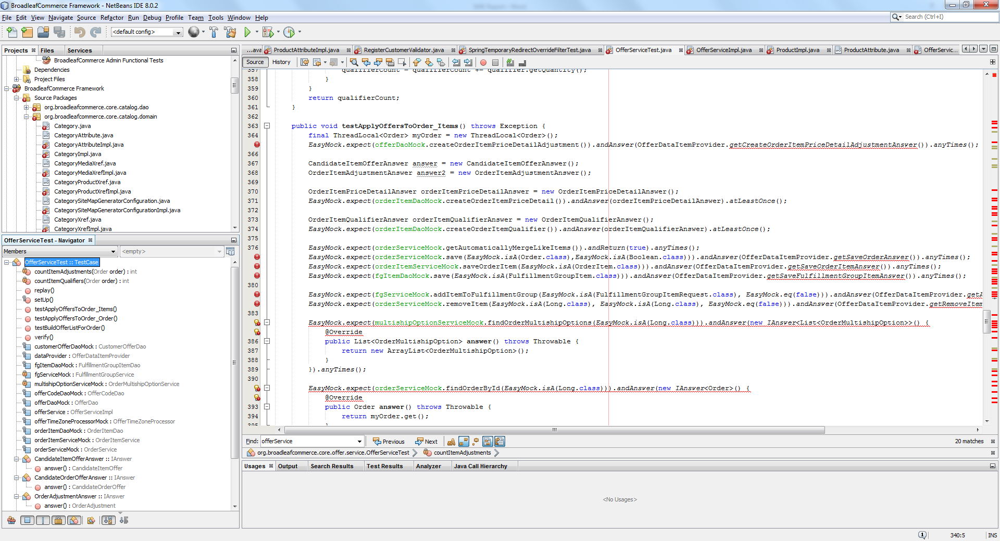 BroadleafCommerce Framework - NetBeans IDE 8.0.2
File Edit View Navigate Source Refactor Run Debug Profile Team Tools Window Help
Search (Ctrl+I)
<default config>
Projects Files Services
BroadleafCommerce Admin Functional Tests
Dependencies
Project Files
BroadleafCommerce Framework
Source Packages
org.broadleafcommerce.core.catalog.dao
org.broadleafcommerce.core.catalog.domain
Category.java
CategoryAttribute.java
CategoryAttributeImpl.java
CategoryImpl.java
CategoryMediaXref.java
CategoryMediaXrefImpl.java
CategoryProductXref.java
CategoryProductXrefImpl.java
CategorySiteMapGeneratorConfiguration.java
CategorySiteMapGeneratorConfigurationImpl.java
CategoryXref.java
CategoryXrefImpl.java
OfferServiceTest - Navigator
Members
<empty>
OfferServiceTest :: TestCase
countItemAdjustments(Order order) : int
countItemQualifiers(Order order) : int
replay()
setUp()
testApplyOffersToOrder_Items()
testApplyOffersToOrder_Order()
testBuildOfferListForOrder()
verify()
customerOfferDaoMock : CustomerOfferDao
dataProvider : OfferDataItemProvider
fgItemDaoMock : FulfillmentGroupItemDao
fgServiceMock : FulfillmentGroupService
multishipOptionServiceMock : OrderMultishipOptionService
offerCodeDaoMock : OfferCodeDao
offerDaoMock : OfferDao
offerService : OfferServiceImpl
offerTimeZoneProcessorMock : OfferTimeZoneProcessor
orderItemDaoMock : OrderItemDao
orderItemServiceMock : OrderItemService
orderServiceMock : OrderService
CandidateItemOfferAnswer :: IAnswer
answer() : CandidateItemOffer
CandidateOrderOfferAnswer :: IAnswer
answer() : CandidateOrderOffer
OrderAdjustmentAnswer :: IAnswer
answer() : OrderAdjustment
...ava ProductAttributeImpl.java RegisterCustomerValidator.java SpringTemporaryRedirectOverrideFilterTest.java OfferServiceTest.java OfferServiceImpl.java ProductImpl.java ProductAttribute.java OfferServic...
Source History
357 qualifierCount = qualifierCount += qualifier.getQuantity();
358 }
359 }
360 return qualifierCount;
361 }
362
363 public void testApplyOffersToOrder_Items() throws Exception {
364 final ThreadLocal<Order> myOrder = new ThreadLocal<Order>();
EasyMock.expect(offerDaoMock.createOrderItemPriceDetailAdjustment()).andAnswer(OfferDataItemProvider.getCreateOrderItemPriceDetailAdjustmentAnswer()).anyTimes();
366
367 CandidateItemOfferAnswer answer = new CandidateItemOfferAnswer();
368 OrderItemAdjustmentAnswer answer2 = new OrderItemAdjustmentAnswer();
369
370 OrderItemPriceDetailAnswer orderItemPriceDetailAnswer = new OrderItemPriceDetailAnswer();
371 EasyMock.expect(orderItemDaoMock.createOrderItemPriceDetail()).andAnswer(orderItemPriceDetailAnswer).atLeastOnce();
372
373 OrderItemQualifierAnswer orderItemQualifierAnswer = new OrderItemQualifierAnswer();
374 EasyMock.expect(orderItemDaoMock.createOrderItemQualifier()).andAnswer(orderItemQualifierAnswer).atLeastOnce();
375
376 EasyMock.expect(orderServiceMock.getAutomaticallyMergeLikeItems()).andReturn(true).anyTimes();
EasyMock.expect(orderServiceMock.save(EasyMock.isA(Order.class),EasyMock.isA(Boolean.class))).andAnswer(OfferDataItemProvider.getSaveOrderAnswer()).anyTimes();
EasyMock.expect(orderItemServiceMock.saveOrderItem(EasyMock.isA(OrderItem.class))).andAnswer(OfferDataItemProvider.getSaveOrderItemAnswer()).anyTimes();
EasyMock.expect(fgItemDaoMock.save(EasyMock.isA(FulfillmentGroupItem.class))).andAnswer(OfferDataItemProvider.getSaveFulfillmentGroupItemAnswer()).anyTimes();
380
EasyMock.expect(fgServiceMock.addItemToFulfillmentGroup(EasyMock.isA(FulfillmentGroupItemRequest.class), EasyMock.eq(false))).andAnswer(OfferDataItemProvider.getA
EasyMock.expect(orderServiceMock.removeItem(EasyMock.isA(Long.class), EasyMock.isA(Long.class), EasyMock.eq(false))).andAnswer(OfferDataItemProvider.getRemoveItem
383
EasyMock.expect(multishipOptionServiceMock.findOrderMultishipOptions(EasyMock.isA(Long.class))).andAnswer(new IAnswer<List<OrderMultishipOption>>() {
@Override
386 public List<OrderMultishipOption> answer() throws Throwable {
387 return new ArrayList<OrderMultishipOption>();
388 }
389 }).anyTimes();
390
EasyMock.expect(orderServiceMock.findOrderById(EasyMock.isA(Long.class))).andAnswer(new IAnswer<Order>() {
@Override
393 public Order answer() throws Throwable {
394 return myOrder.get();
395 }
Find: offerService Previous Next 20 matches
org.broadleafcommerce.core.offer.service.OfferServiceTest countItemAdjustments
Usages Output Search Results Test Results Analyzer Java Call Hierarchy
<No Usages>
1 340:5 INS